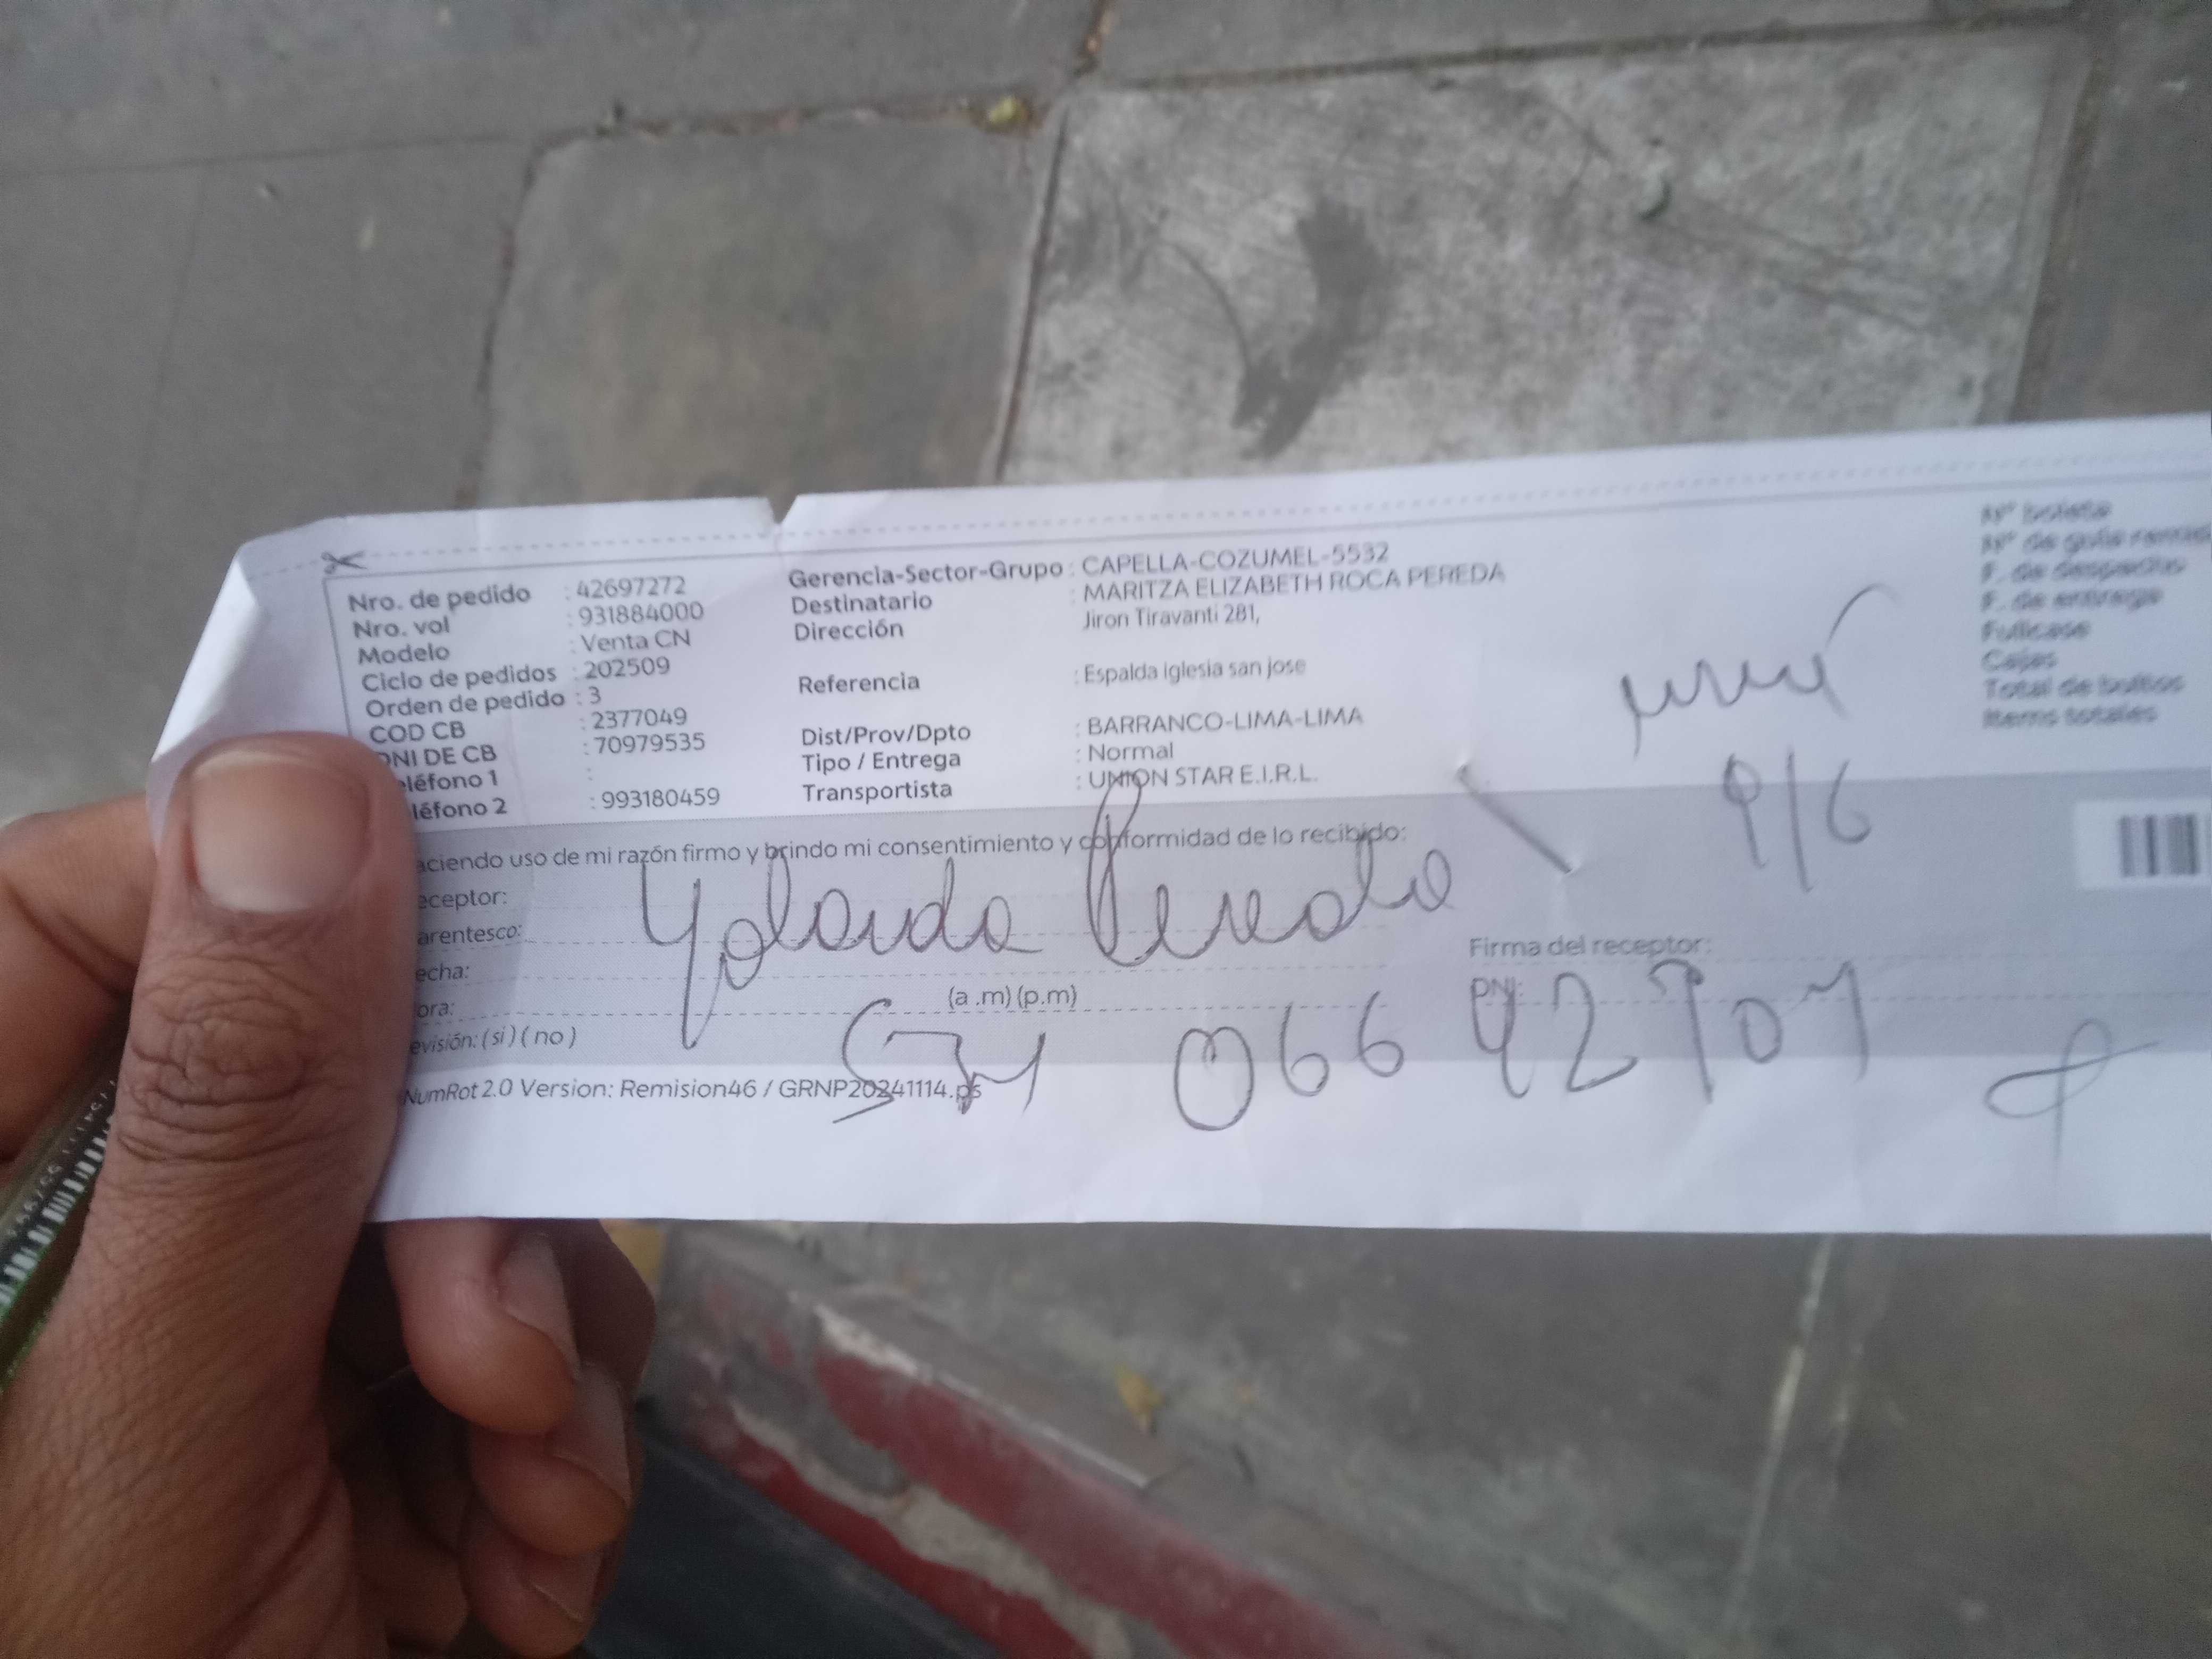 Nro. de pedido : 42697272
Nro. vol : 931884000
Modelo : Venta CN
Ciclo de pedidos : 202509
Orden de pedido : 3
COD CB : 2377049
DNI DE CB : 70979535
léfono 1 :
léfono 2 : 993180459
Gerencia-Sector-Grupo : CAPELLA-COZUMEL-5532
Destinatario : MARITZA ELIZABETH ROCA PEREDA
Dirección Jiron Tiravanti 281,
Referencia : Espalda iglesia san jose
Dist/Prov/Dpto : BARRANCO-LIMA-LIMA
Tipo / Entrega : Normal
Transportista : UNION STAR E.I.R.L.
N° boleta
N° de guía
F. de despacho
F. de entrega
Fullcase
Cajas
Total de bultos
Items totales
9/6
aciendo uso de mi razón firmo y brindo mi consentimiento y conformidad de lo recibido:
eceptor:
Yolanda Pereda
arentesco:
echa:
ora: (a .m) (p.m)
evisión: ( si ) ( no )
Firma del receptor:
DNI:
NumRot 2.0 Version: Remision46 / GRNP20241114.ps